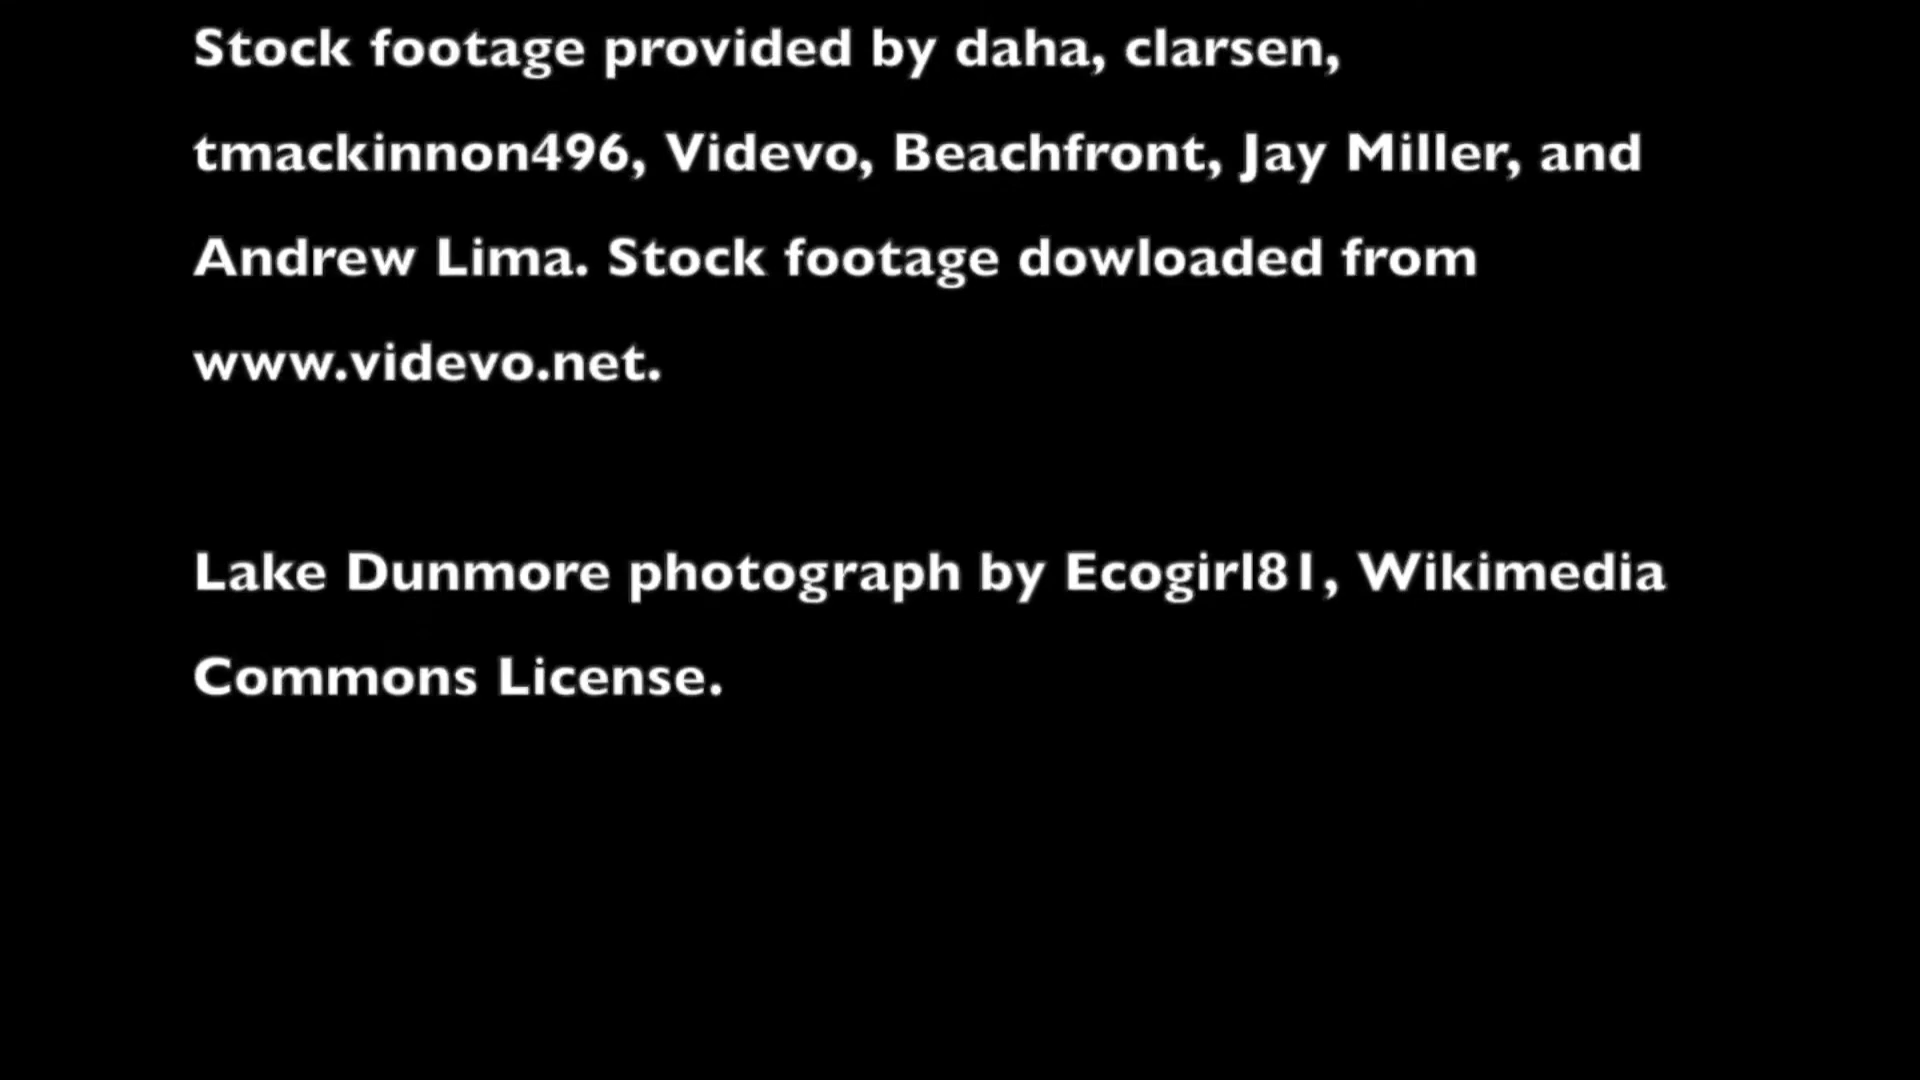 Stock footage provided by daha, clarsen,
tmackinnon496, Videvo, Beachfront, Jay Miller, and
Andrew Lima. Stock footage dowloaded from
www.videvo.net.
Lake Dunmore photograph by Ecogirl81, Wikimedia
Commons License.